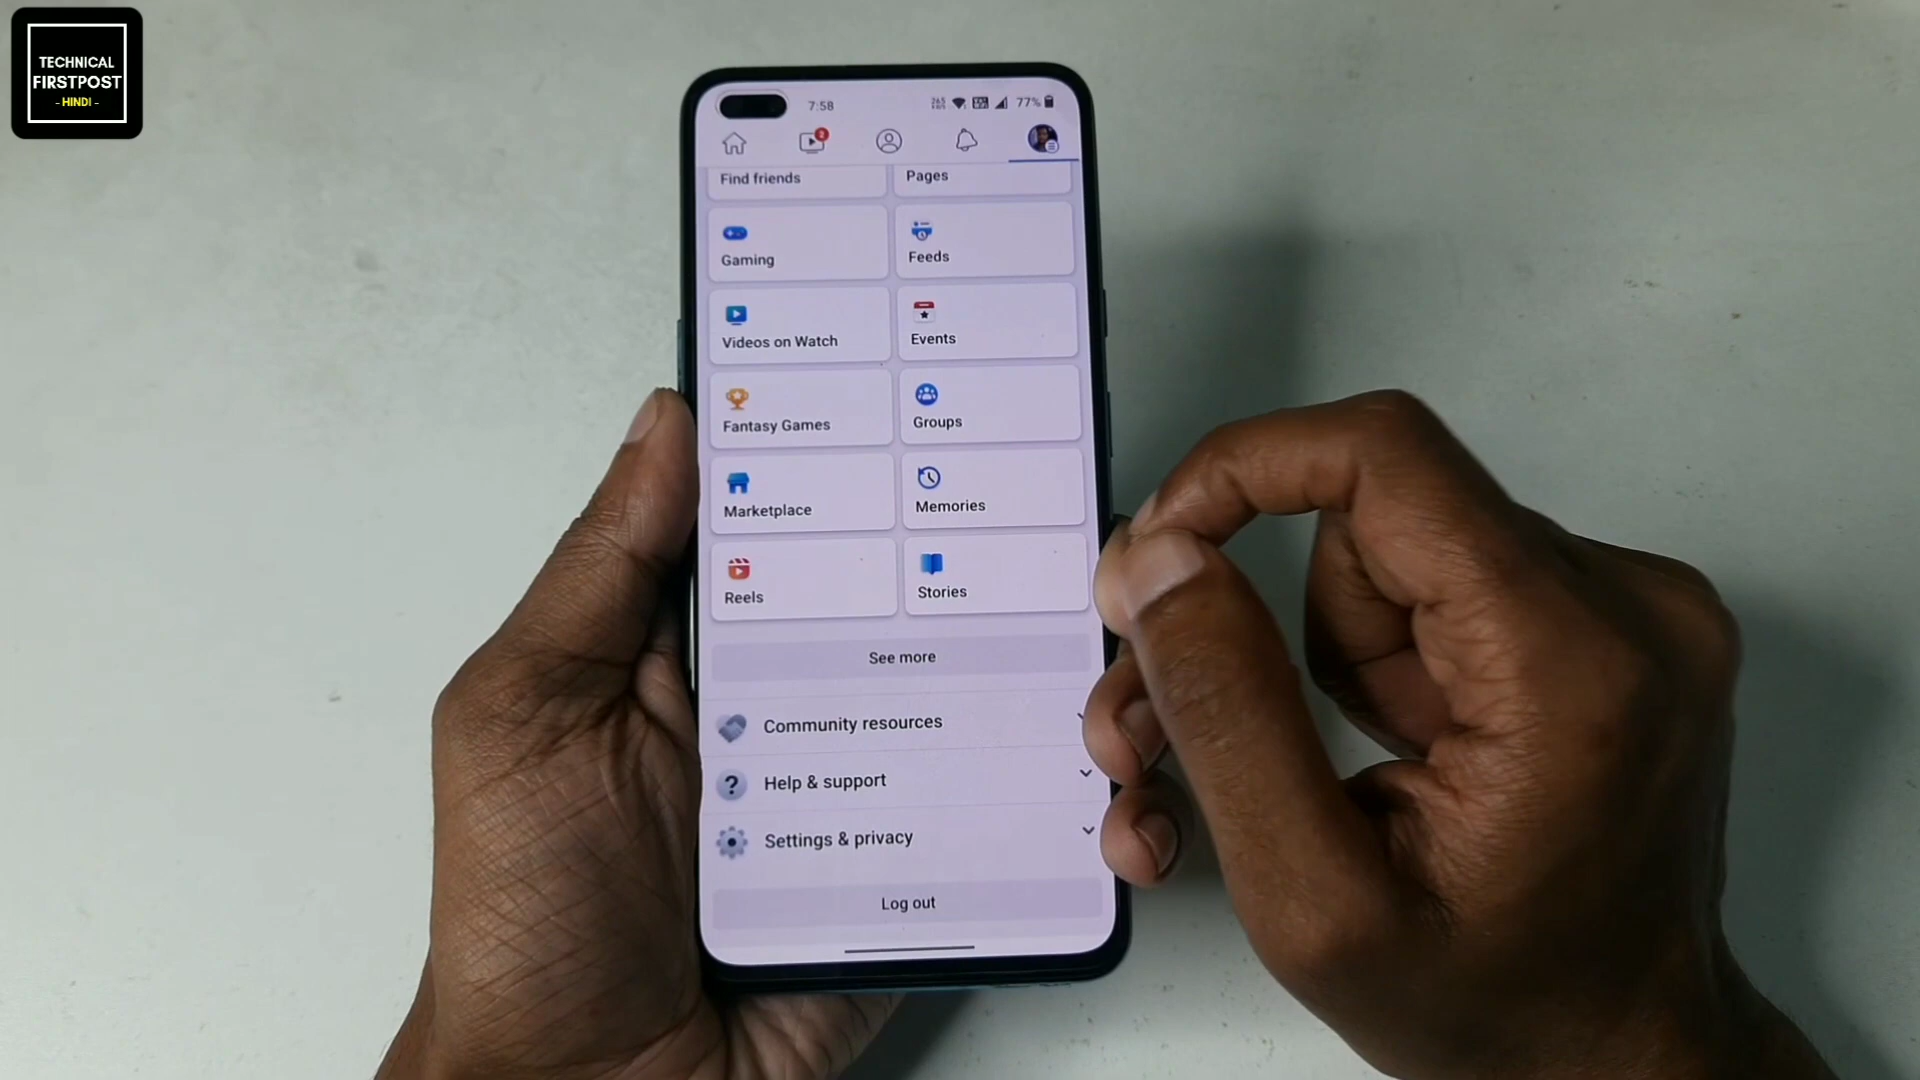 TECHNICAL
FIRSTPOST
- HINDI -
7:58
77%
2
Find friends
Pages
Gaming
Feeds
Videos on Watch
Events
Fantasy Games
Groups
Marketplace
Memories
Reels
Stories
See more
Community resources
? Help & support
Settings & privacy
Log out